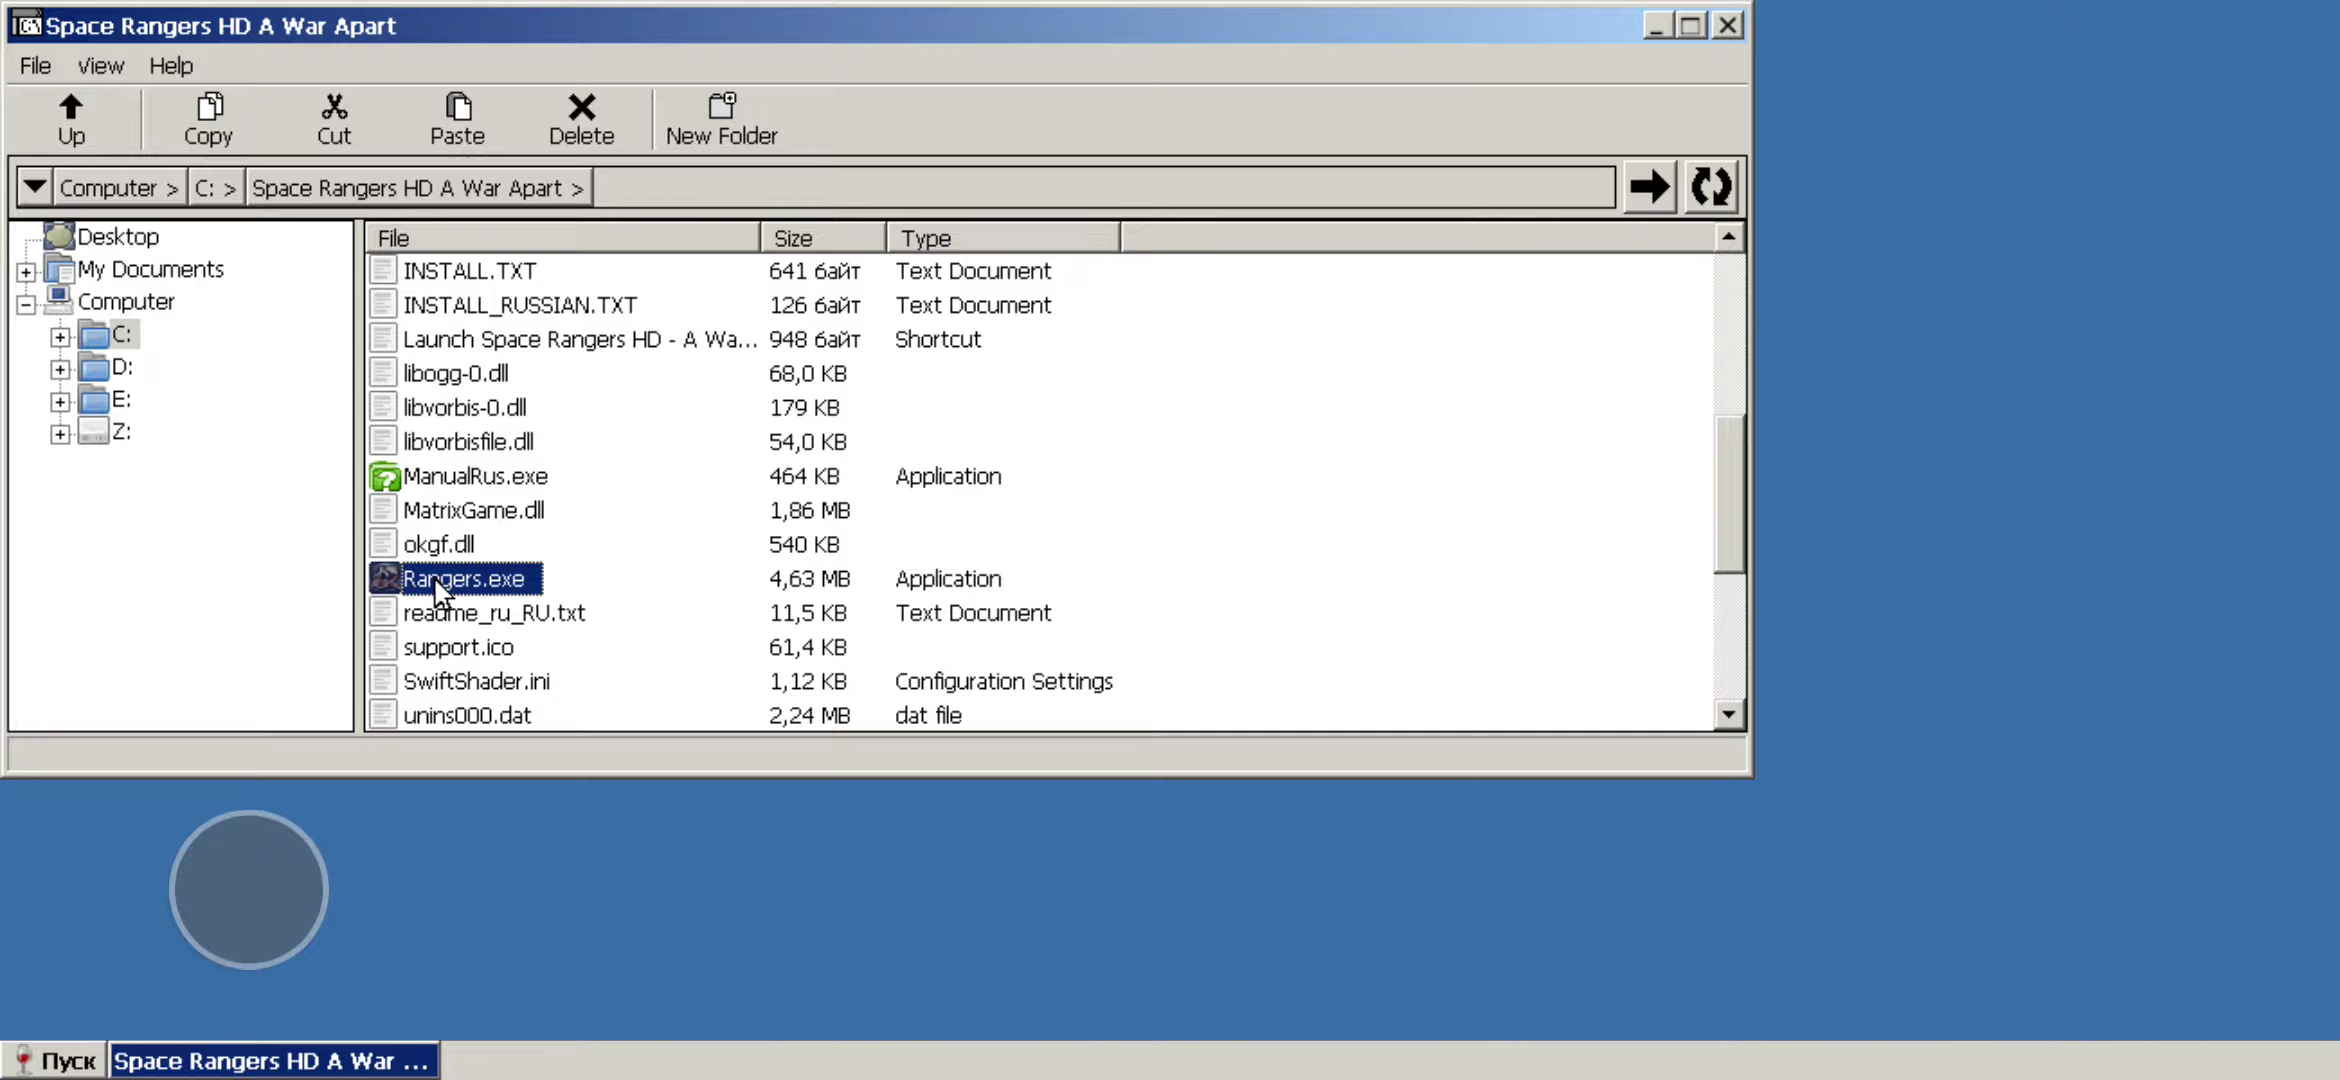 Space Rangers HD A War Apart
File View Help
Up Copy Cut Paste Delete New Folder
Computer > C: > Space Rangers HD A War Apart >
Desktop
My Documents
Computer
C:
D:
E:
Z:
File Size Type
INSTALL.TXT 641 байт Text Document
INSTALL_RUSSIAN.TXT 126 байт Text Document
Launch Space Rangers HD - A Wa... 948 байт Shortcut
libogg-0.dll 68,0 KB
libvorbis-0.dll 179 KB
libvorbisfile.dll 54,0 KB
ManualRus.exe 464 KB Application
MatrixGame.dll 1,86 MB
okgf.dll 540 KB
Rangers.exe 4,63 MB Application
readme_ru_RU.txt 11,5 KB Text Document
support.ico 61,4 KB
SwiftShader.ini 1,12 KB Configuration Settings
unins000.dat 2,24 MB dat file
Пуск Space Rangers HD A War ...